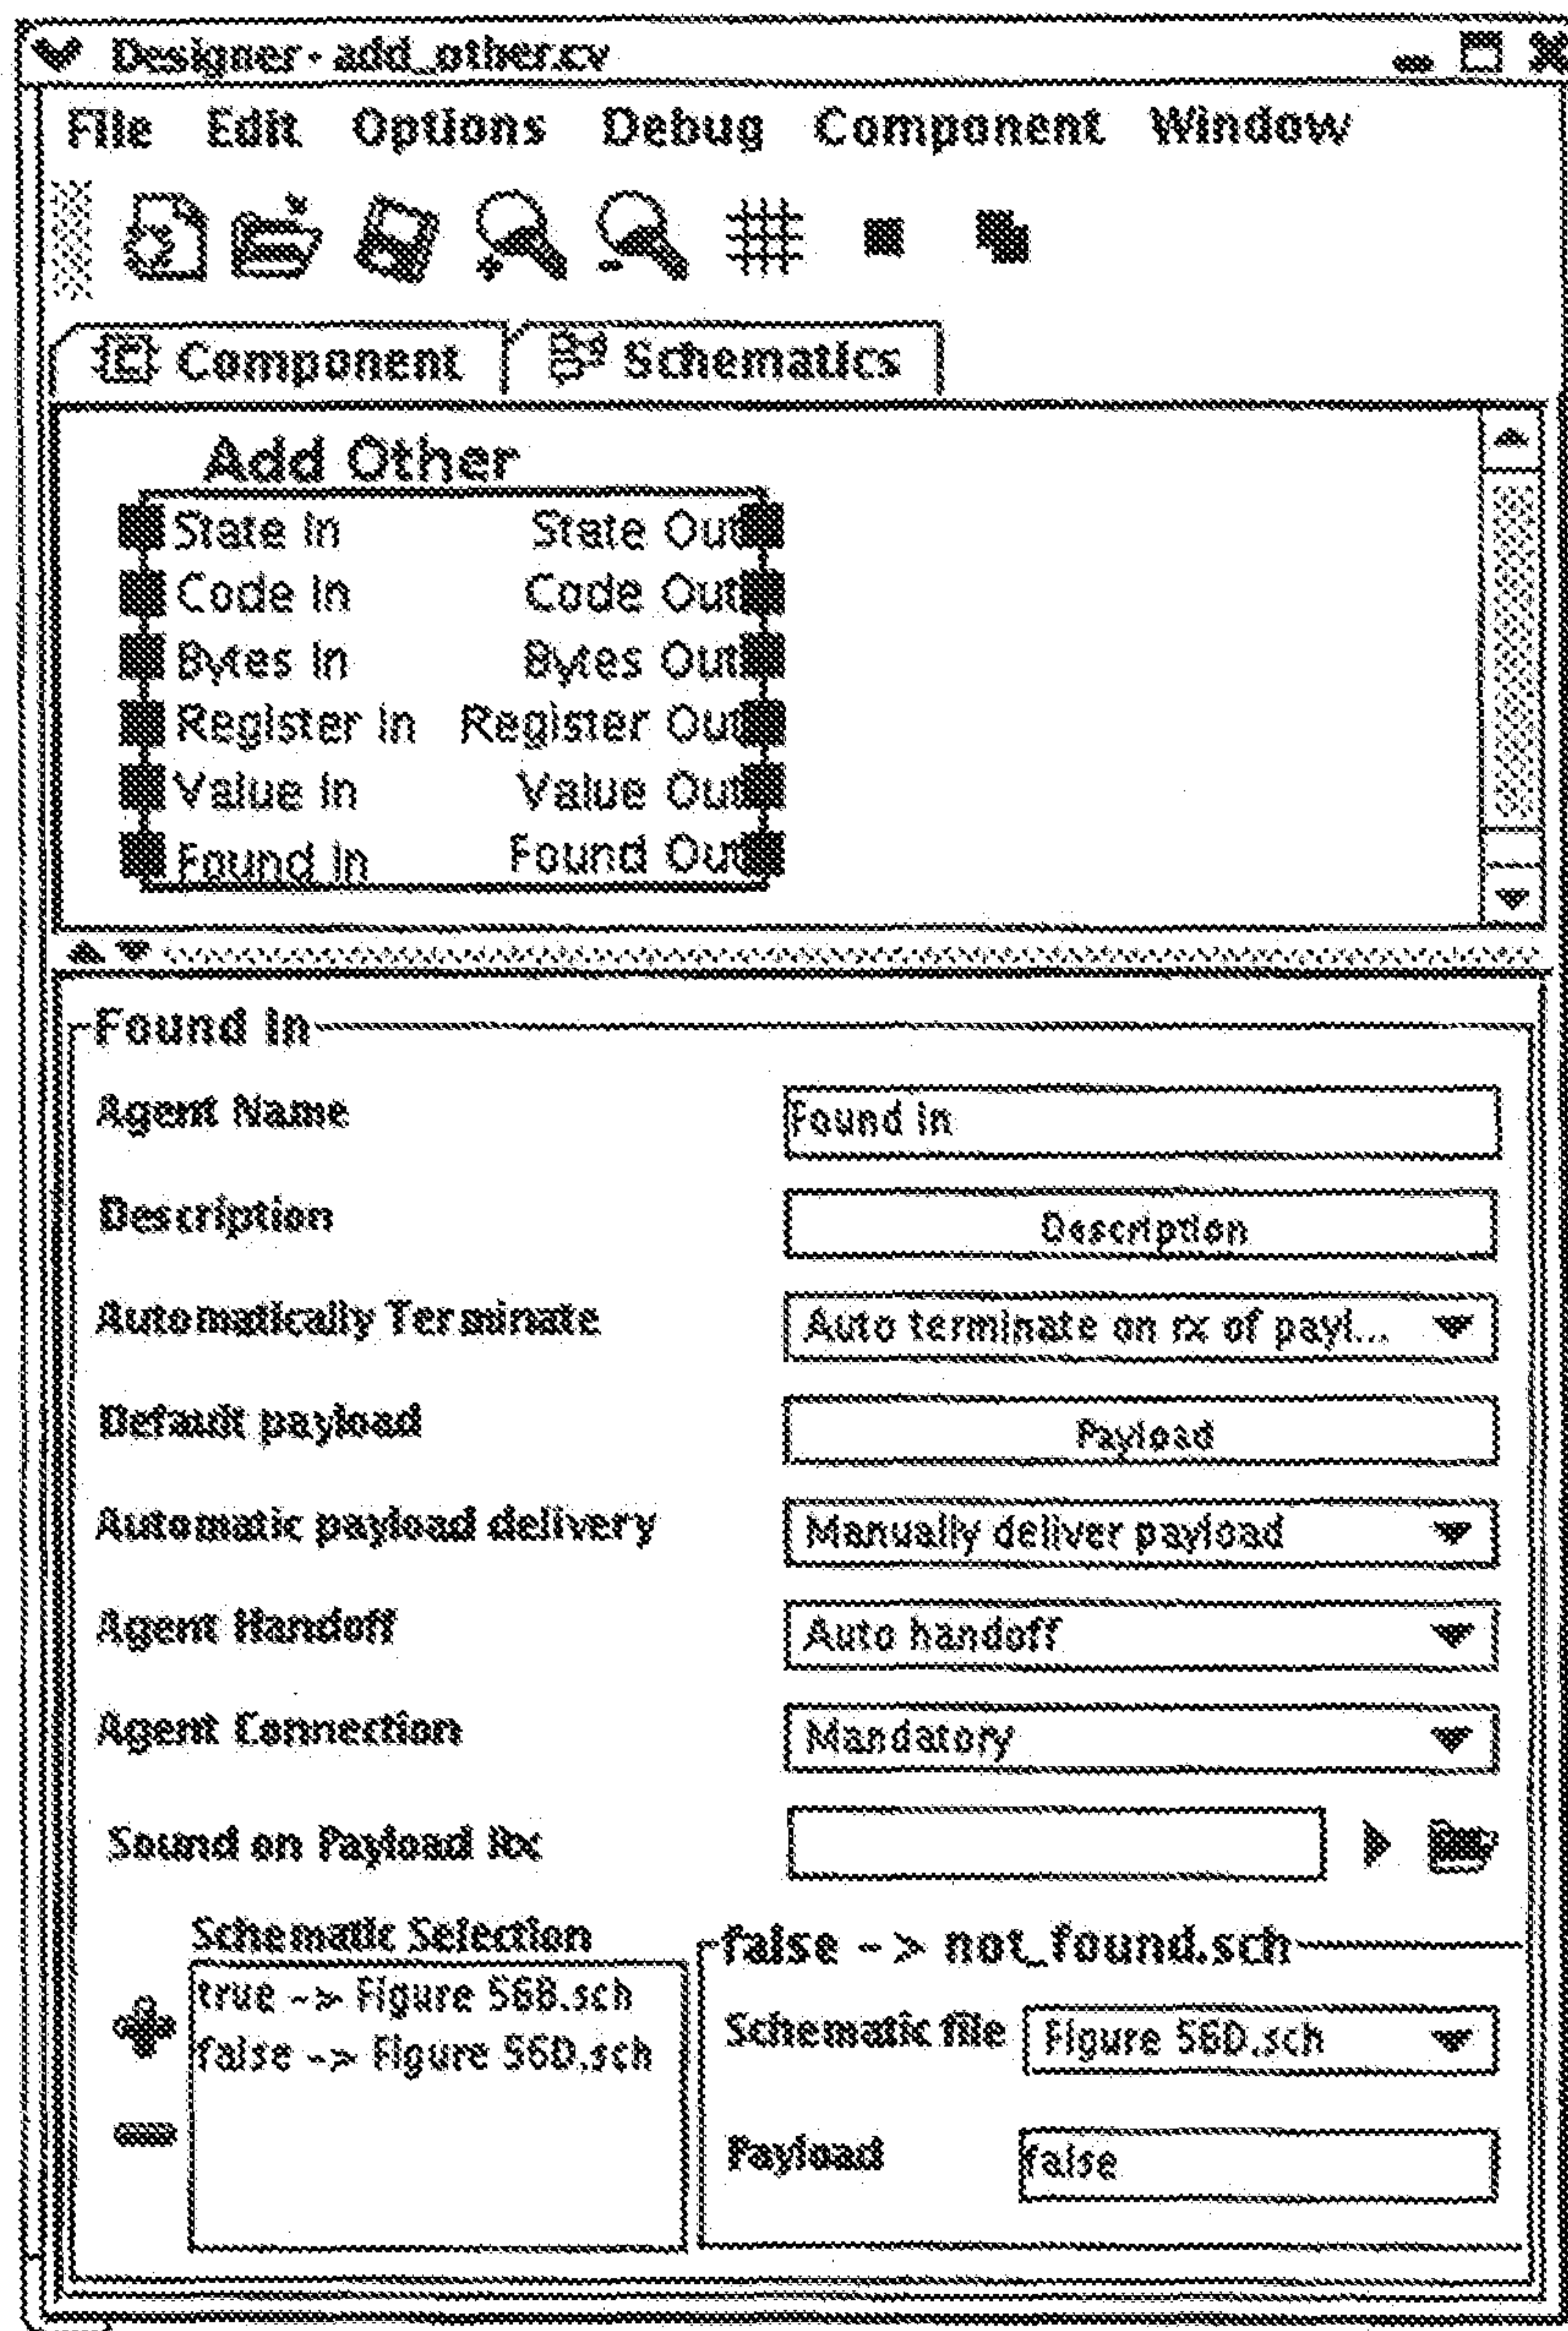 Designer - add_other.cv
File Edit Options Debug Component Window
Component Schematics
Add Other
State In State Out
Code In Code Out
Bytes In Bytes Out
Register In Register Out
Value In Value Out
Found In Found Out
Found In
Agent Name Found In
Description Description
Automatically Terminate Auto terminate on rx of payl...
Default payload Payload
Automatic payload delivery Manually deliver payload
Agent Handoff Auto handoff
Agent Connection Mandatory
Sound on Payload Rx
Schematic Selection
true -> Figure 56B.sch
false -> Figure 56D.sch
false -> not_found.sch
Schematic file Figure 56D.sch
Payload false